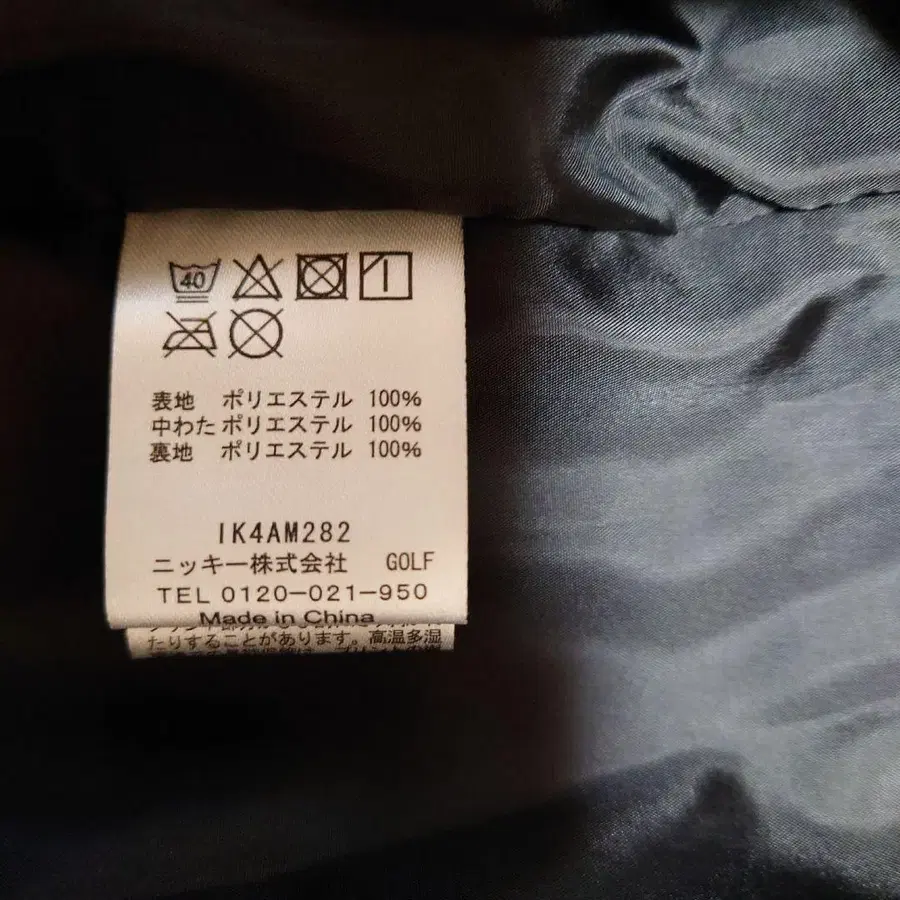 40
表地 ポリエステル 100%
中わた ポリエステル 100%
裏地 ポリエステル 100%
IK4AM282
ニッキー株式会社 GOLF
TEL 0120-021-950
Made in China
たりすることがあります。高温多湿